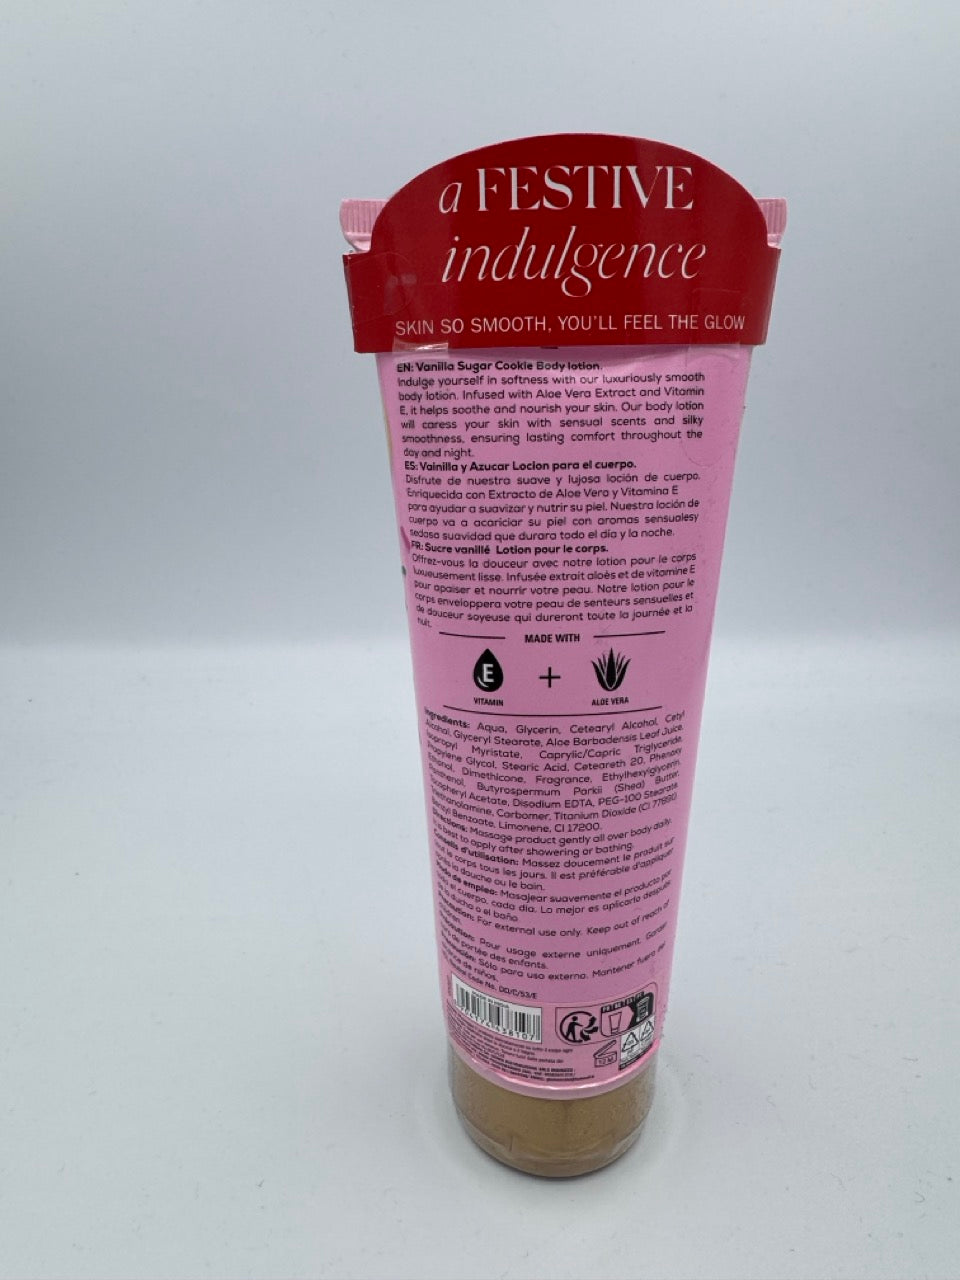 a FESTIVE
indulgence
SKIN SO SMOOTH, YOU'LL FEEL THE GLOW
EN: Vanilla Sugar Cookie Body lotion.
Indulge yourself in softness with our luxuriously smooth
body lotion. Infused with Aloe Vera Extract and Vitamin
E, it helps soothe and nourish your skin. Our body lotion
will caress your skin with sensual scents and silky
smoothness, ensuring lasting comfort throughout the
day and night.
ES: Vainilla y Azucar Locion para el cuerpo.
Disfrute de nuestra suave y lujosa loción de cuerpo.
Enriquecida con Extracto de Aloe Vera y Vitamina E
para ayudar a suavizar y nutrir su piel. Nuestra loción de
cuerpo va a acariciar su piel con aromas sensualesy
sedosa suavidad que durara todo el día y la noche.
FR: Sucre vanillé Lotion pour le corps.
Offrez-vous la douceur avec notre lotion pour le corps
luxueusement lisse. Infusée extrait aloès et de vitamine E
pour apaiser et nourrir votre peau. Notre lotion pour le
corps enveloppera votre peau de senteurs sensuelles et
de douceur soyeuse qui dureront toute la journée et la
nuit.
MADE WITH
E +
VITAMIN ALOE VERA
Ingredients: Aqua, Glycerin, Cetearyl Alcohol, Cetyl
Alcohol, Glyceryl Stearate, Aloe Barbadensis Leaf Juice,
Isopropyl Myristate, Caprylic/Capric Triglyceride,
Propylene Glycol, Stearic Acid, Ceteareth 20, Phenoxy
Ethanol, Dimethicone, Fragrance, Ethylhexylglycerin,
Panthenol, Butyrospermum Parkii (Shea) Butter,
Tocopheryl Acetate, Disodium EDTA, PEG-100 Stearate,
Triethanolamine, Carbomer, Titanium Dioxide (CI 77891),
Benzyl Benzoate, Limonene, CI 17200.
Directions: Massage product gently all over body daily.
It is best to apply after showering or bathing.
Conseils d'utilisation: Massez doucement le produit sur
tout le corps tous les jours. Il est préférable d'appliquer
après la douche ou le bain.
Modo de empleo: Masajear suavemente el producto por
todo el cuerpo, cada día. Lo mejor es aplicarlo después
de la ducha o el baño.
Precaution: For external use only. Keep out of reach of
children.
Précaution: Pour usage externe uniquement. Garder
hors de portée des enfants.
Precaución: Sólo para uso externo. Mantener fuera del
alcance de niños.
Code No. DD/C/53/E
12 M